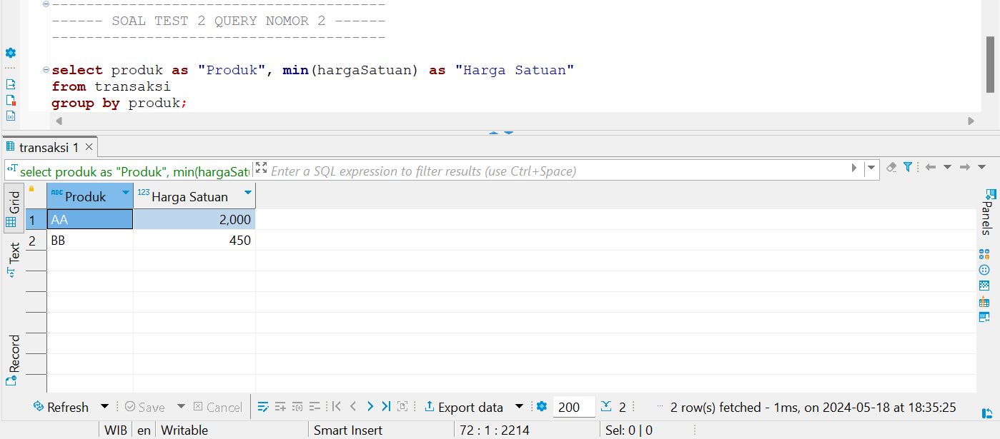 ---------------------------------------
------ SOAL TEST 2 QUERY NOMOR 2 ------
---------------------------------------
select produk as "Produk", min(hargaSatuan) as "Harga Satuan"
from transaksi
group by produk;
transaksi 1
select produk as "Produk", min(hargaSatu
Enter a SQL expression to filter results (use Ctrl+Space)
Grid
Text
Record
ABC Produk
123 Harga Satuan
1 AA 2,000
2 BB 450
Panels
Refresh Save Cancel Export data 200 2 2 row(s) fetched - 1ms, on 2024-05-18 at 18:35:25
WIB en Writable Smart Insert 72 : 1 : 2214 Sel: 0 | 0